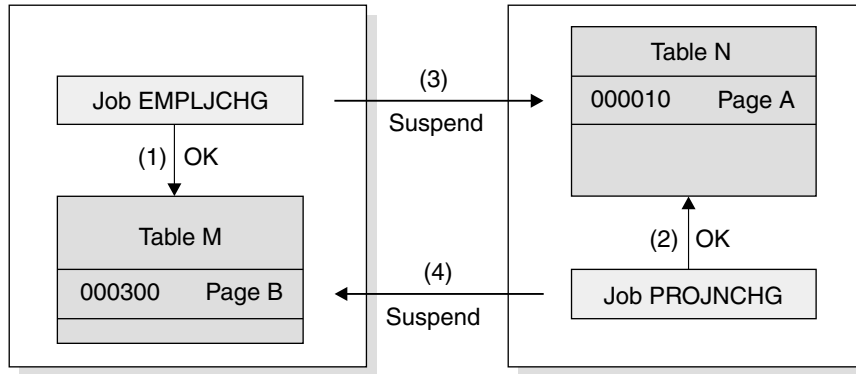 Job EMPLJCHG
(1) OK
Table M
000300 Page B
(3)
Suspend
(4)
Suspend
Table N
000010 Page A
(2) OK
Job PROJNCHG